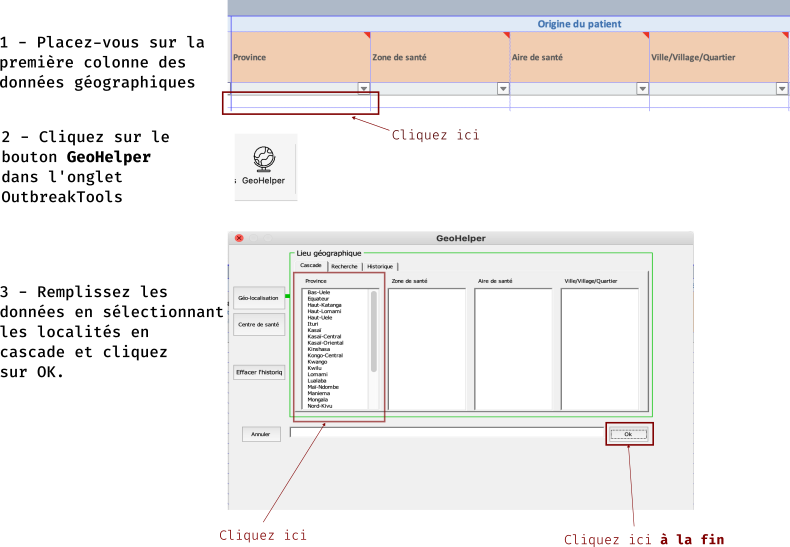 Origine du patient
1 - Placez-vous sur la
première colonne des
données géographiques
Province
Zone de santé
Aire de santé
Ville/Village/Quartier
Cliquez ici
2 - Cliquez sur le
bouton GeoHelper
dans l'onglet
OutbreakTools
s GeoHelper
GeoHelper
Lieu géographique
Cascade
Recherche
Historique
3 - Remplissez les
données en sélectionnant
les localités en
cascade et cliquez
sur OK.
Géo-localisation
Centre de santé
Effacer l'historiq
Province
Zone de santé
Aire de santé
Ville/Village/Quartier
Bas-Uele
Equateur
Haut-Katanga
Haut-Lomami
Haut-Uele
Ituri
Kasaï
Kasaï-Central
Kasaï-Oriental
Kinshasa
Kongo-Central
Kwango
Kwilu
Lomami
Lualaba
Maï-Ndombe
Maniema
Mongala
Nord-Kivu
Annuler
Ok
Cliquez ici
Cliquez ici à la fin